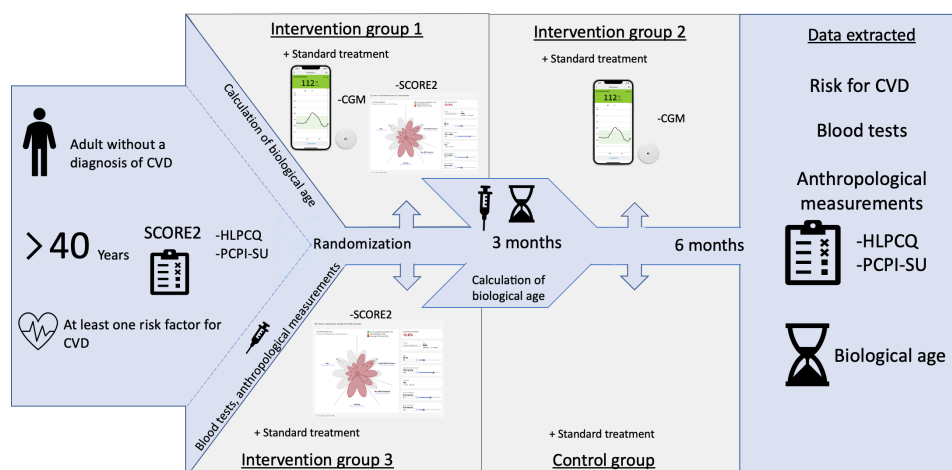 Adult without a
diagnosis of CVD
> 40 Years
SCORE2
-HLPCQ
-PCPI-SU
At least one risk factor for
CVD
Calculation of biological age
Blood tests, anthropological measurements
Intervention group 1
+ Standard treatment
112
-CGM
-SCORE2
Intervention group 2
+ Standard treatment
112
-CGM
Randomization
3 months
Calculation of
biological age
6 months
-SCORE2
+ Standard treatment
Intervention group 3
+ Standard treatment
Control group
Data extracted
Risk for CVD
Blood tests
Anthropological
measurements
-HLPCQ
-PCPI-SU
Biological age